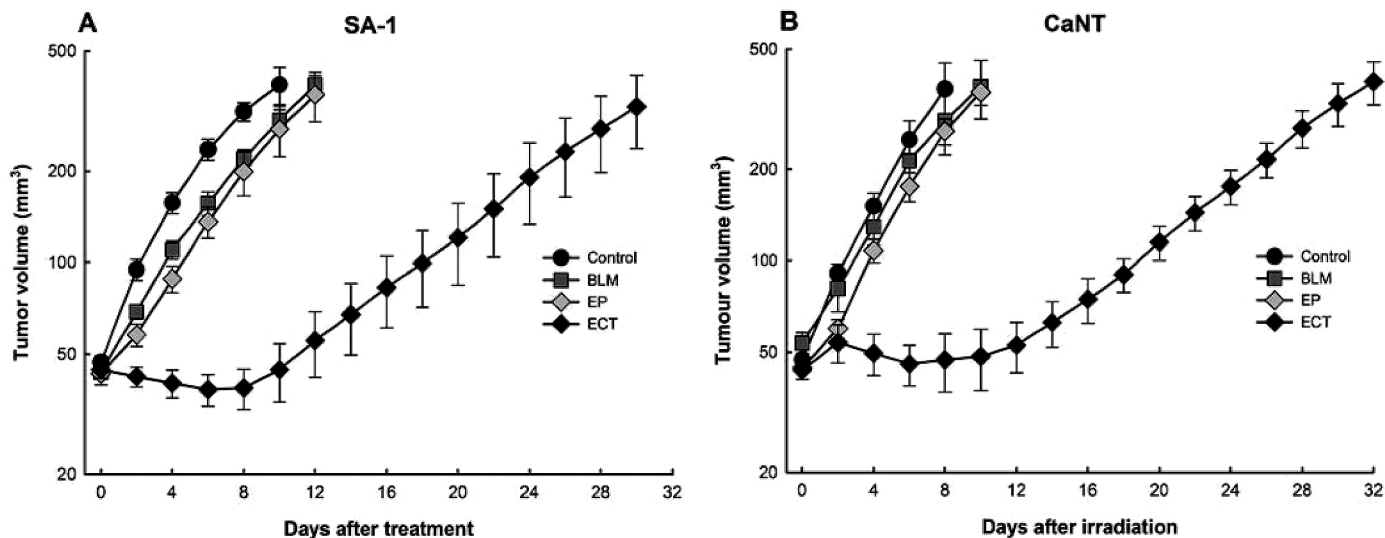 A
SA-1
500
200
100
50
20
Tumor volume (mm³)
Control
BLM
EP
ECT
0 4 8 12 16 20 24 28 32
Days after treatment
B
CaNT
500
200
100
50
20
Tumour volume (mm³)
Control
BLM
EP
ECT
0 4 8 12 16 20 24 28 32
Days after irradiation